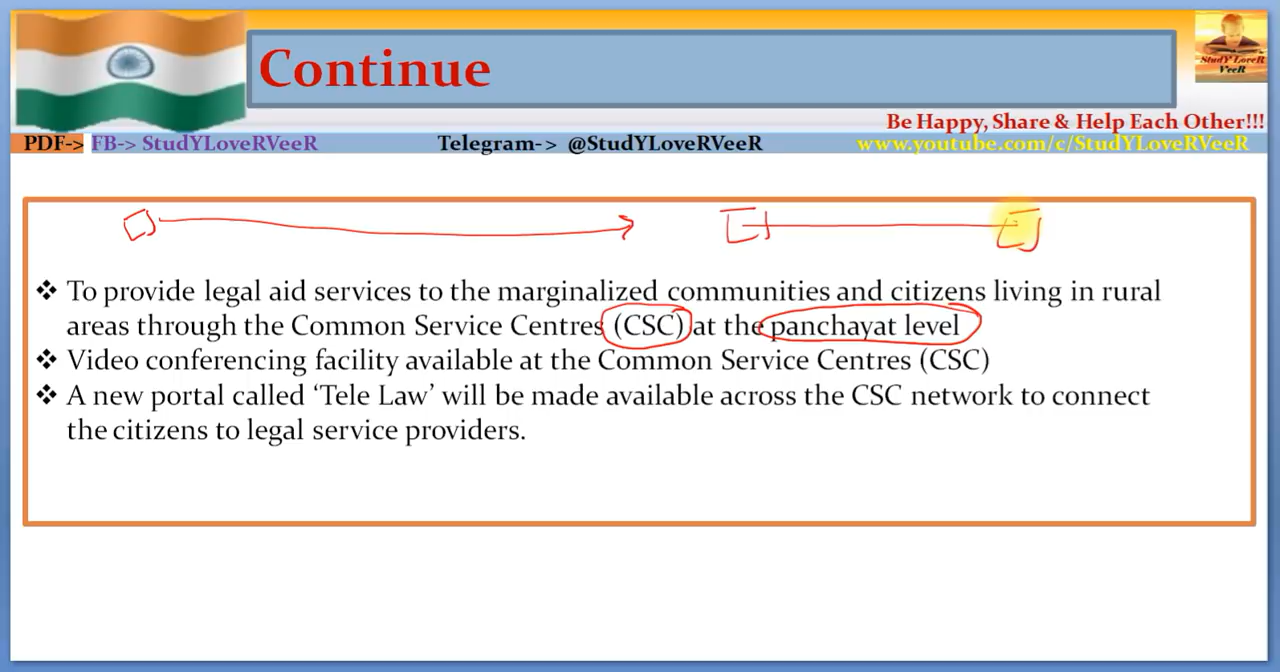 Continue
StudY LoveR
VeeR
Be Happy, Share & Help Each Other!!!
PDF-> FB-> StudYLoveRVeeR Telegram-> @StudYLoveRVeeR www.youtube.com/c/StudYLoveRVeeR
❖ To provide legal aid services to the marginalized communities and citizens living in rural
areas through the Common Service Centres (CSC) at the panchayat level
❖ Video conferencing facility available at the Common Service Centres (CSC)
❖ A new portal called ‘Tele Law’ will be made available across the CSC network to connect
the citizens to legal service providers.